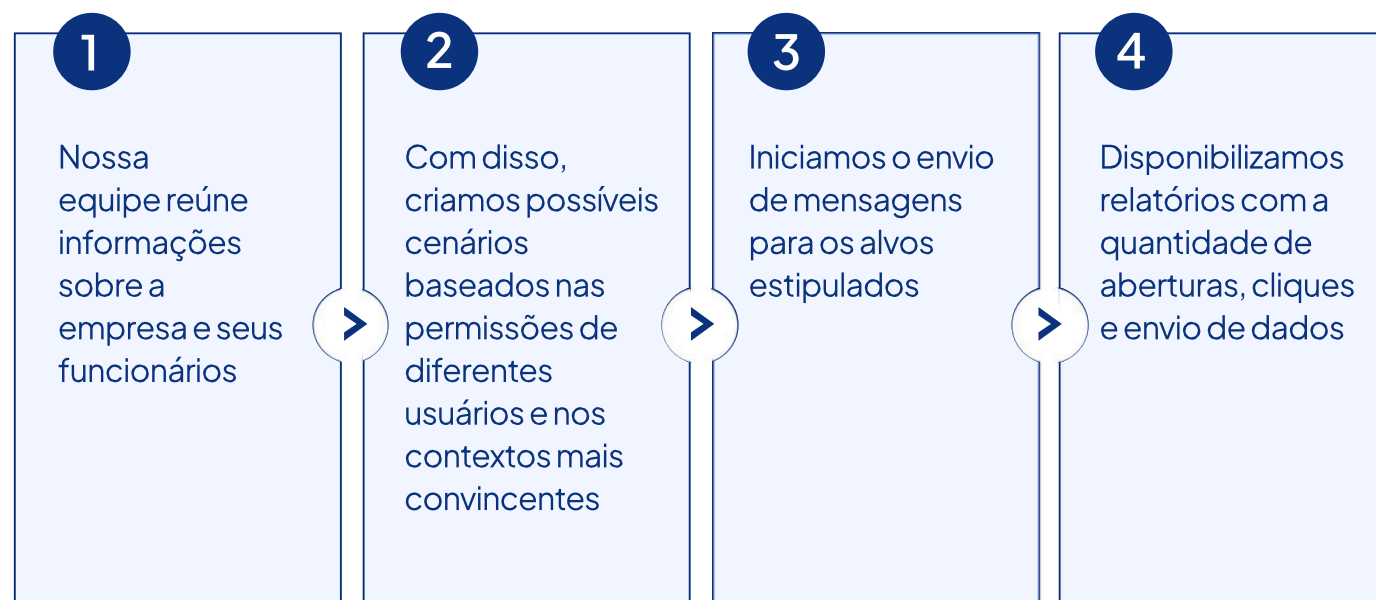 1
Nossa
equipe reúne
informações
sobre a
empresa e seus
funcionários
2
Com disso,
criamos possíveis
cenários
baseados nas
permissões de
diferentes
usuários e nos
contextos mais
convincentes
3
Iniciamos o envio
de mensagens
para os alvos
estipulados
4
Disponibilizamos
relatórios com a
quantidade de
aberturas, cliques
e envio de dados